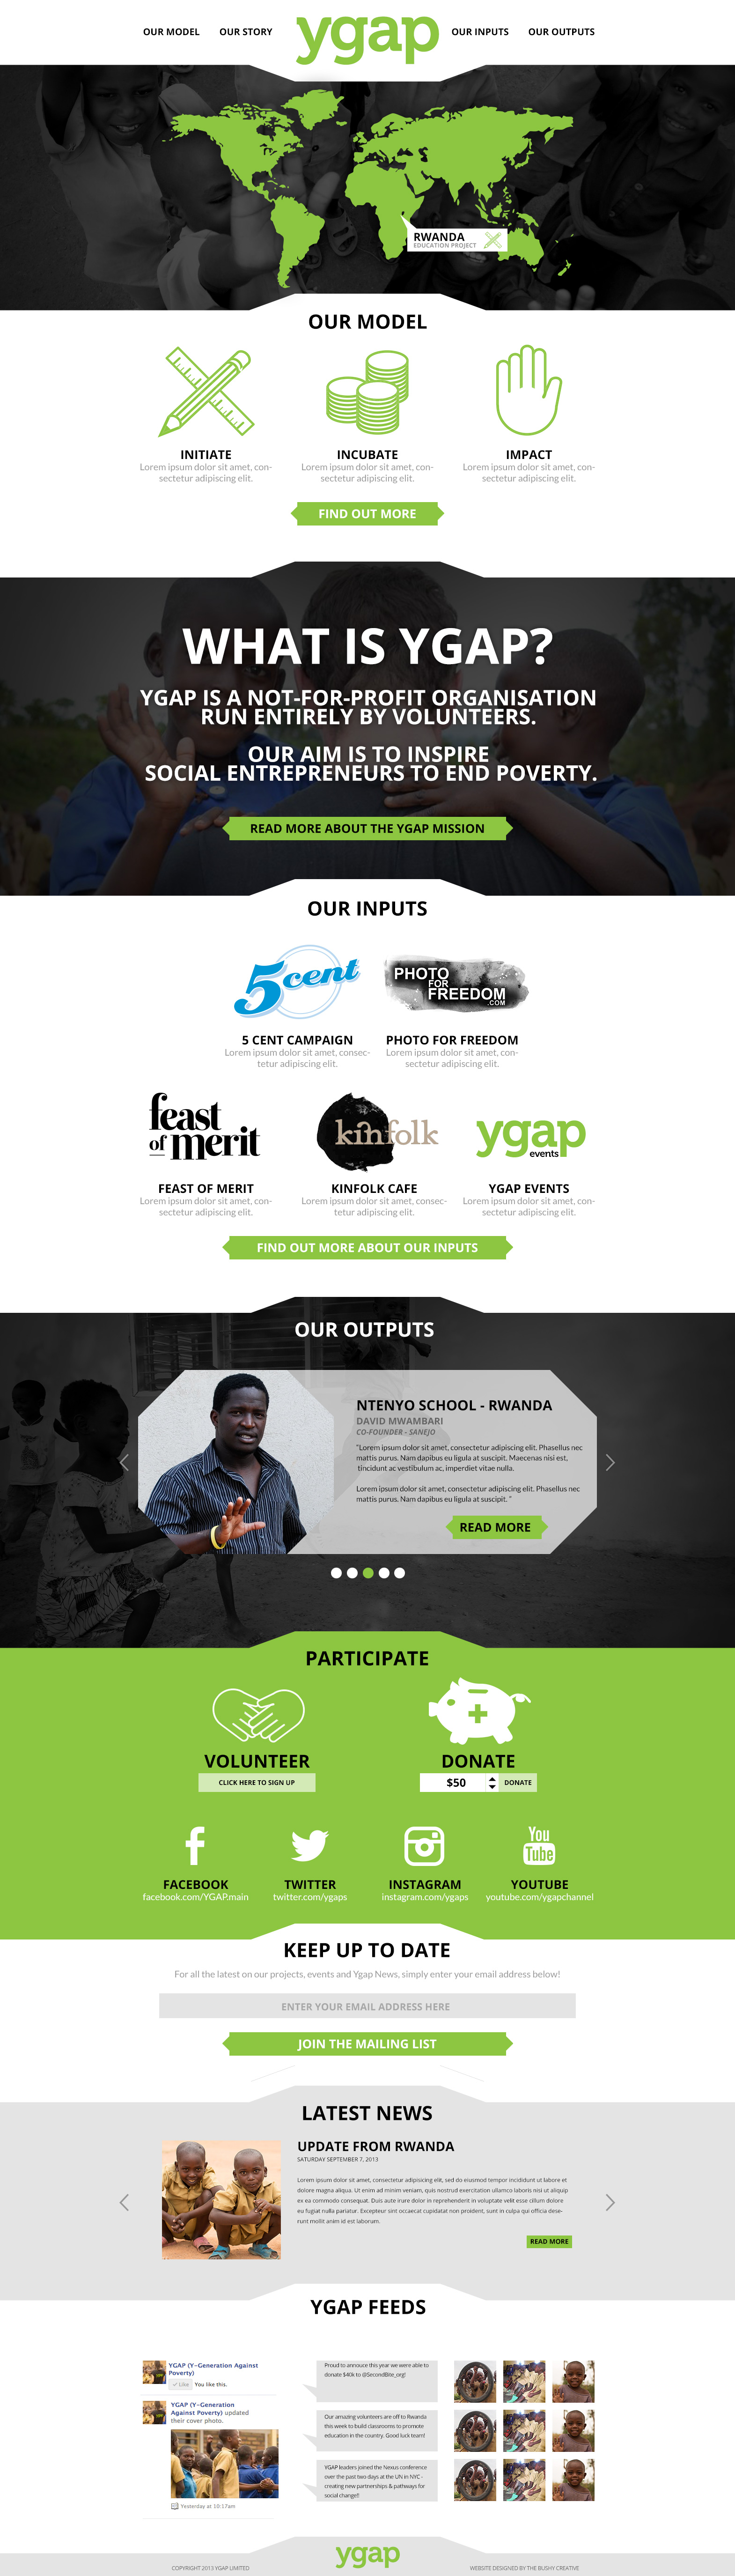 OUR MODEL OUR STORY ygap OUR INPUTS OUR OUTPUTS
RWANDA
EDUCATION PROJECT
OUR MODEL
INITIATE
Lorem ipsum dolor sit amet, con-
sectetur adipiscing elit.
INCUBATE
Lorem ipsum dolor sit amet, con-
sectetur adipiscing elit.
IMPACT
Lorem ipsum dolor sit amet, con-
sectetur adipiscing elit.
FIND OUT MORE
WHAT IS YGAP?
YGAP IS A NOT-FOR-PROFIT ORGANISATION
RUN ENTIRELY BY VOLUNTEERS.
OUR AIM IS TO INSPIRE
SOCIAL ENTREPRENEURS TO END POVERTY.
READ MORE ABOUT THE YGAP MISSION
OUR INPUTS
5cent
5 CENT CAMPAIGN
Lorem ipsum dolor sit amet, consec-
tetur adipiscing elit.
PHOTO
FOR
FREEDOM
.COM
PHOTO FOR FREEDOM
Lorem ipsum dolor sit amet, con-
sectetur adipiscing elit.
feast
of merit
FEAST OF MERIT
Lorem ipsum dolor sit amet, con-
sectetur adipiscing elit.
kinfolk
KINFOLK CAFE
Lorem ipsum dolor sit amet, consec-
tetur adipiscing elit.
ygap
events
YGAP EVENTS
Lorem ipsum dolor sit amet, con-
sectetur adipiscing elit.
FIND OUT MORE ABOUT OUR INPUTS
OUR OUTPUTS
NTENYO SCHOOL - RWANDA
DAVID MWAMBARI
CO-FOUNDER - SANEJO
"Lorem ipsum dolor sit amet, consectetur adipiscing elit. Phasellus nec
mattis purus. Nam dapibus eu ligula at suscipit. Maecenas nisi est,
tincidunt ac vestibulum ac, imperdiet vitae nulla.
Lorem ipsum dolor sit amet, consectetur adipiscing elit. Phasellus nec
mattis purus. Nam dapibus eu ligula at suscipit. "
READ MORE
PARTICIPATE
VOLUNTEER
CLICK HERE TO SIGN UP
DONATE
$50 DONATE
FACEBOOK
facebook.com/YGAP.main
TWITTER
twitter.com/ygaps
INSTAGRAM
instagram.com/ygaps
You
Tube
YOUTUBE
youtube.com/ygapchannel
KEEP UP TO DATE
For all the latest on our projects, events and Ygap News, simply enter your email address below!
ENTER YOUR EMAIL ADDRESS HERE
JOIN THE MAILING LIST
LATEST NEWS
UPDATE FROM RWANDA
SATURDAY SEPTEMBER 7, 2013
Lorem ipsum dolor sit amet, consectetur adipisicing elit, sed do eiusmod tempor incididunt ut labore et
dolore magna aliqua. Ut enim ad minim veniam, quis nostrud exercitation ullamco laboris nisi ut aliquip
ex ea commodo consequat. Duis aute irure dolor in reprehenderit in voluptate velit esse cillum dolore
eu fugiat nulla pariatur. Excepteur sint occaecat cupidatat non proident, sunt in culpa qui officia dese-
runt mollit anim id est laborum.
READ MORE
YGAP FEEDS
YGAP (Y-Generation Against
Poverty)
Like You like this.
YGAP (Y-Generation
Against Poverty) updated
their cover photo.
Yesterday at 10:17am
Proud to annouce this year we were able to
donate $40k to @SecondBite_org!
Our amazing volunteers are off to Rwanda
this week to build classrooms to promote
education in the country. Good luck team!
YGAP leaders joined the Nexus conference
over the past two days at the UN in NYC -
creating new partnerships & pathways for
social change!!
COPYRIGHT 2013 YGAP LIMITED
ygap
WEBSITE DESIGNED BY THE BUSHY CREATIVE